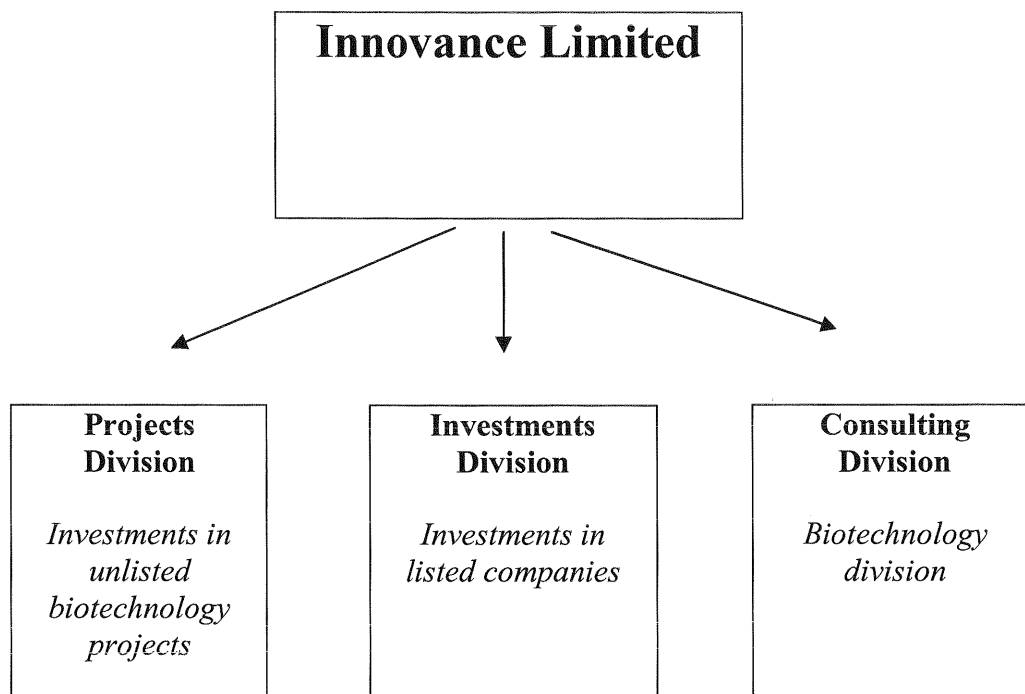 Innovance Limited
Projects
Division
Investments in
unlisted
biotechnology
projects
Investments
Division
Investments in
listed companies
Consulting
Division
Biotechnology
division